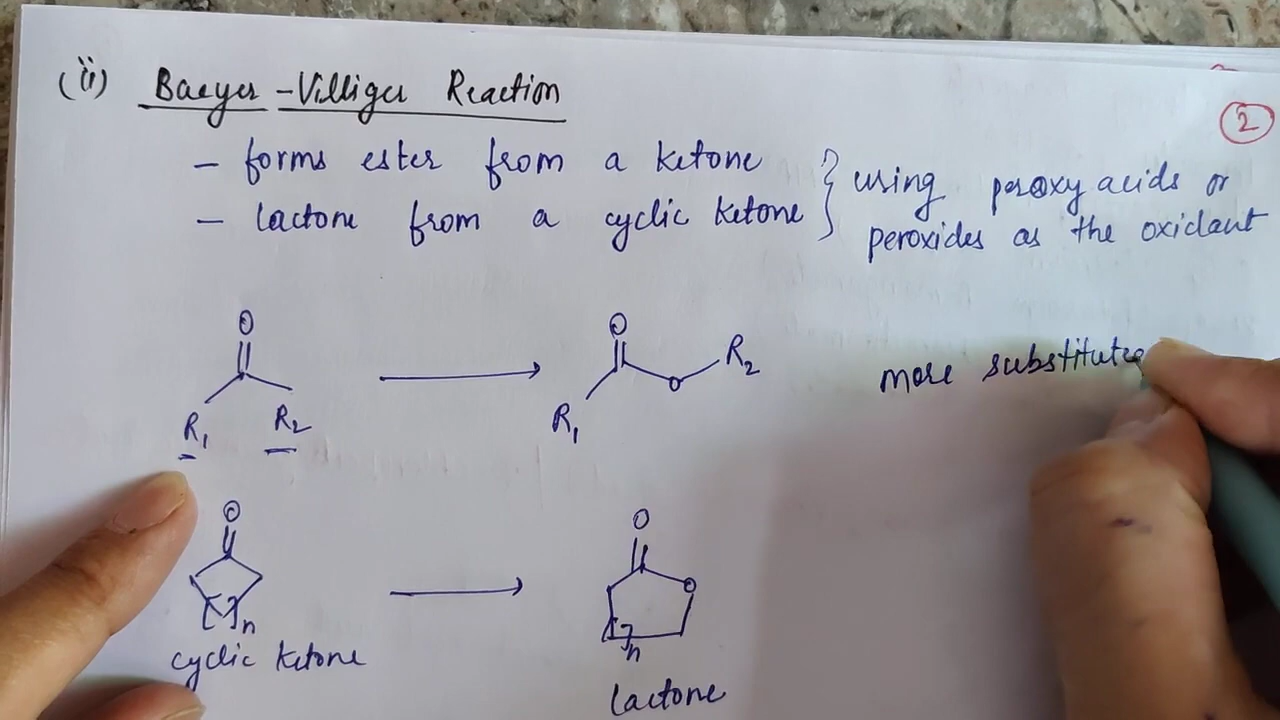 (ii) Baeyer-Villiger Reaction
2
- forms ester from a ketone
- lactone from a cyclic ketone
using peroxy acids or
peroxides as the oxidant
O
R1 R2
O
R1 O R2
more substituted
O
[ ]n
cyclic ketone
O
O
[ ]n
lactone